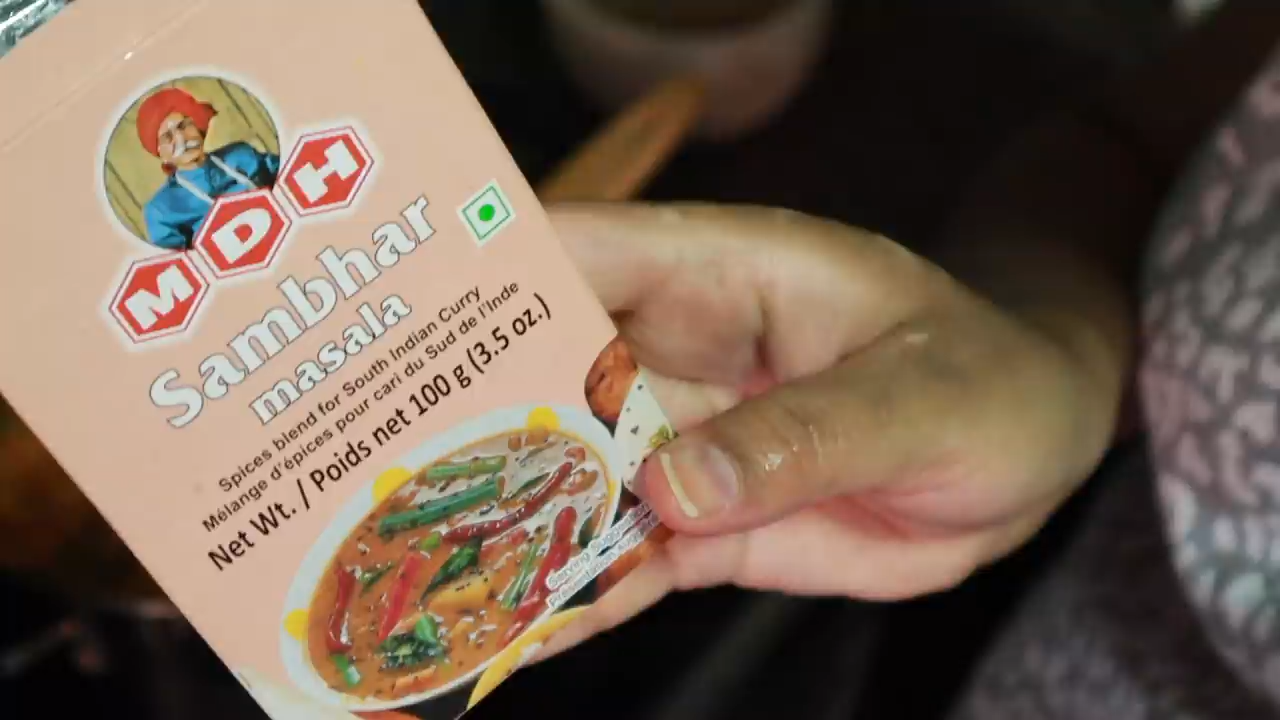 MDH
Sambhar
masala
Spices blend for South Indian Curry
Mélange d'épices pour cari du Sud de l'Inde
Net Wt. / Poids net 100 g (3.5 oz.)
Serving